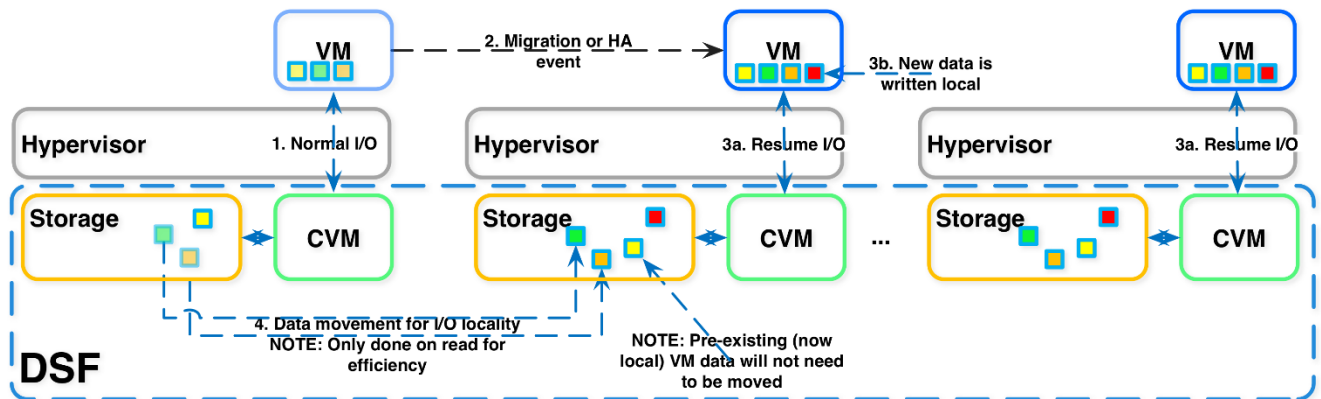 VM
2. Migration or HA
event
VM
3b. New data is
written local
VM
Hypervisor
1. Normal I/O
Hypervisor
3a. Resume I/O
Hypervisor
3a. Resume I/O
Storage
CVM
Storage
CVM
...
Storage
CVM
4. Data movement for I/O locality
NOTE: Only done on read for
efficiency
NOTE: Pre-existing (now
local) VM data will not need
to be moved
DSF